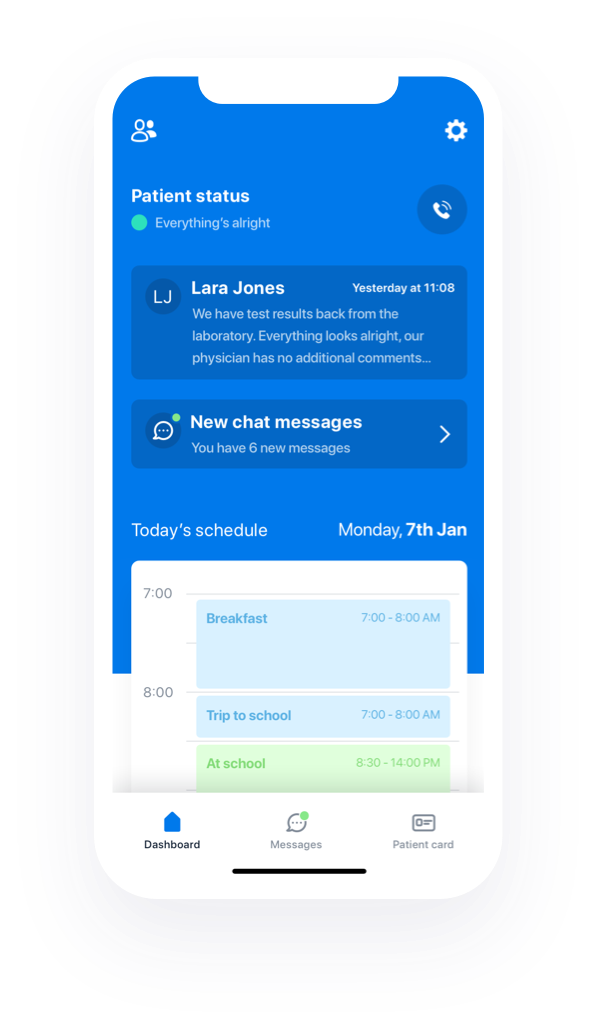 Patient status
Everything's alright
LJ
Lara Jones
Yesterday at 11:08
We have test results back from the
laboratory. Everything looks alright, our
physician has no additional comments...
New chat messages
You have 6 new messages
Today's schedule
Monday, 7th Jan
7:00
Breakfast
7:00 - 8:00 AM
8:00
Trip to school
7:00 - 8:00 AM
At school
8:30 - 14:00 PM
Dashboard
Messages
Patient card